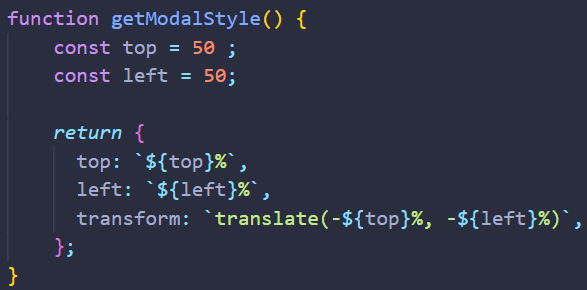 function getModalStyle() {
    const top = 50 ;
    const left = 50;

    return {
      top: `${top}%`,
      left: `${left}%`,
      transform: `translate(-${top}%, -${left}%)`,
    };
}